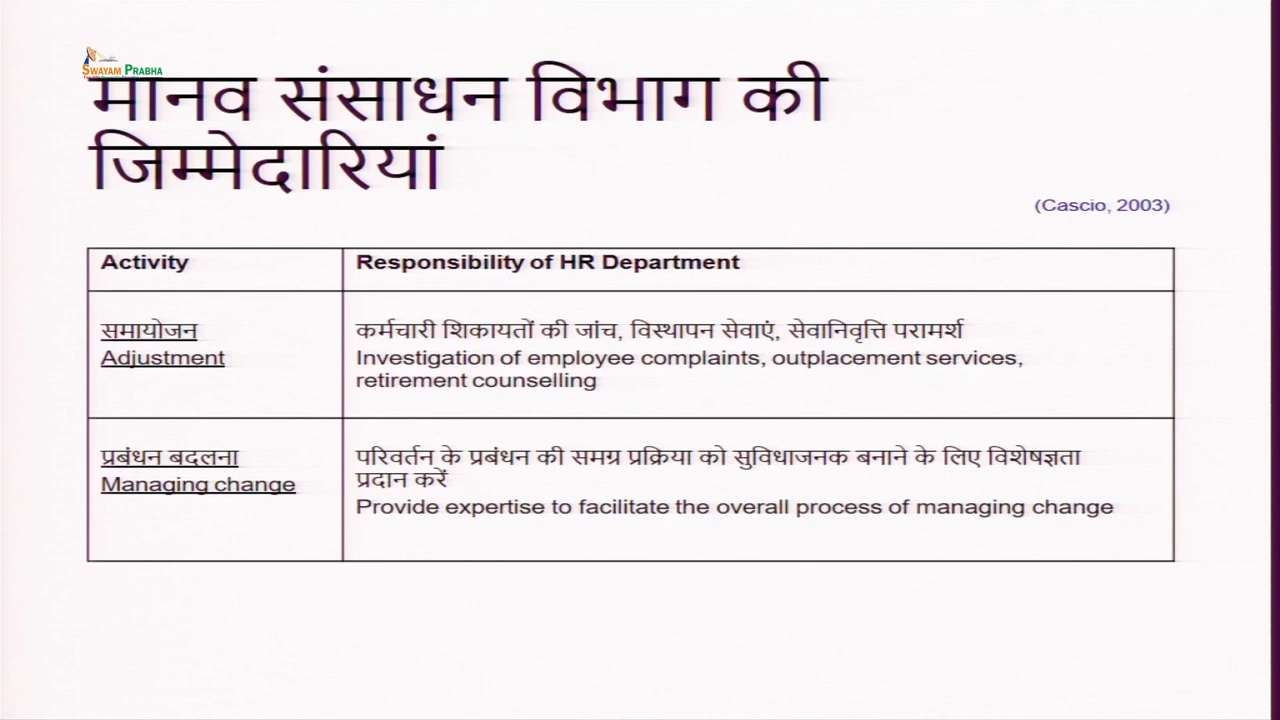 SWAYAM PRABHA
मानव संसाधन विभाग की
जिम्मेदारियां
(Cascio, 2003)
Activity
Responsibility of HR Department
समायोजन
Adjustment
कर्मचारी शिकायतों की जांच, विस्थापन सेवाएं, सेवानिवृत्ति परामर्श
Investigation of employee complaints, outplacement services,
retirement counselling
प्रबंधन बदलना
Managing change
परिवर्तन के प्रबंधन की समग्र प्रक्रिया को सुविधाजनक बनाने के लिए विशेषज्ञता
प्रदान करें
Provide expertise to facilitate the overall process of managing change